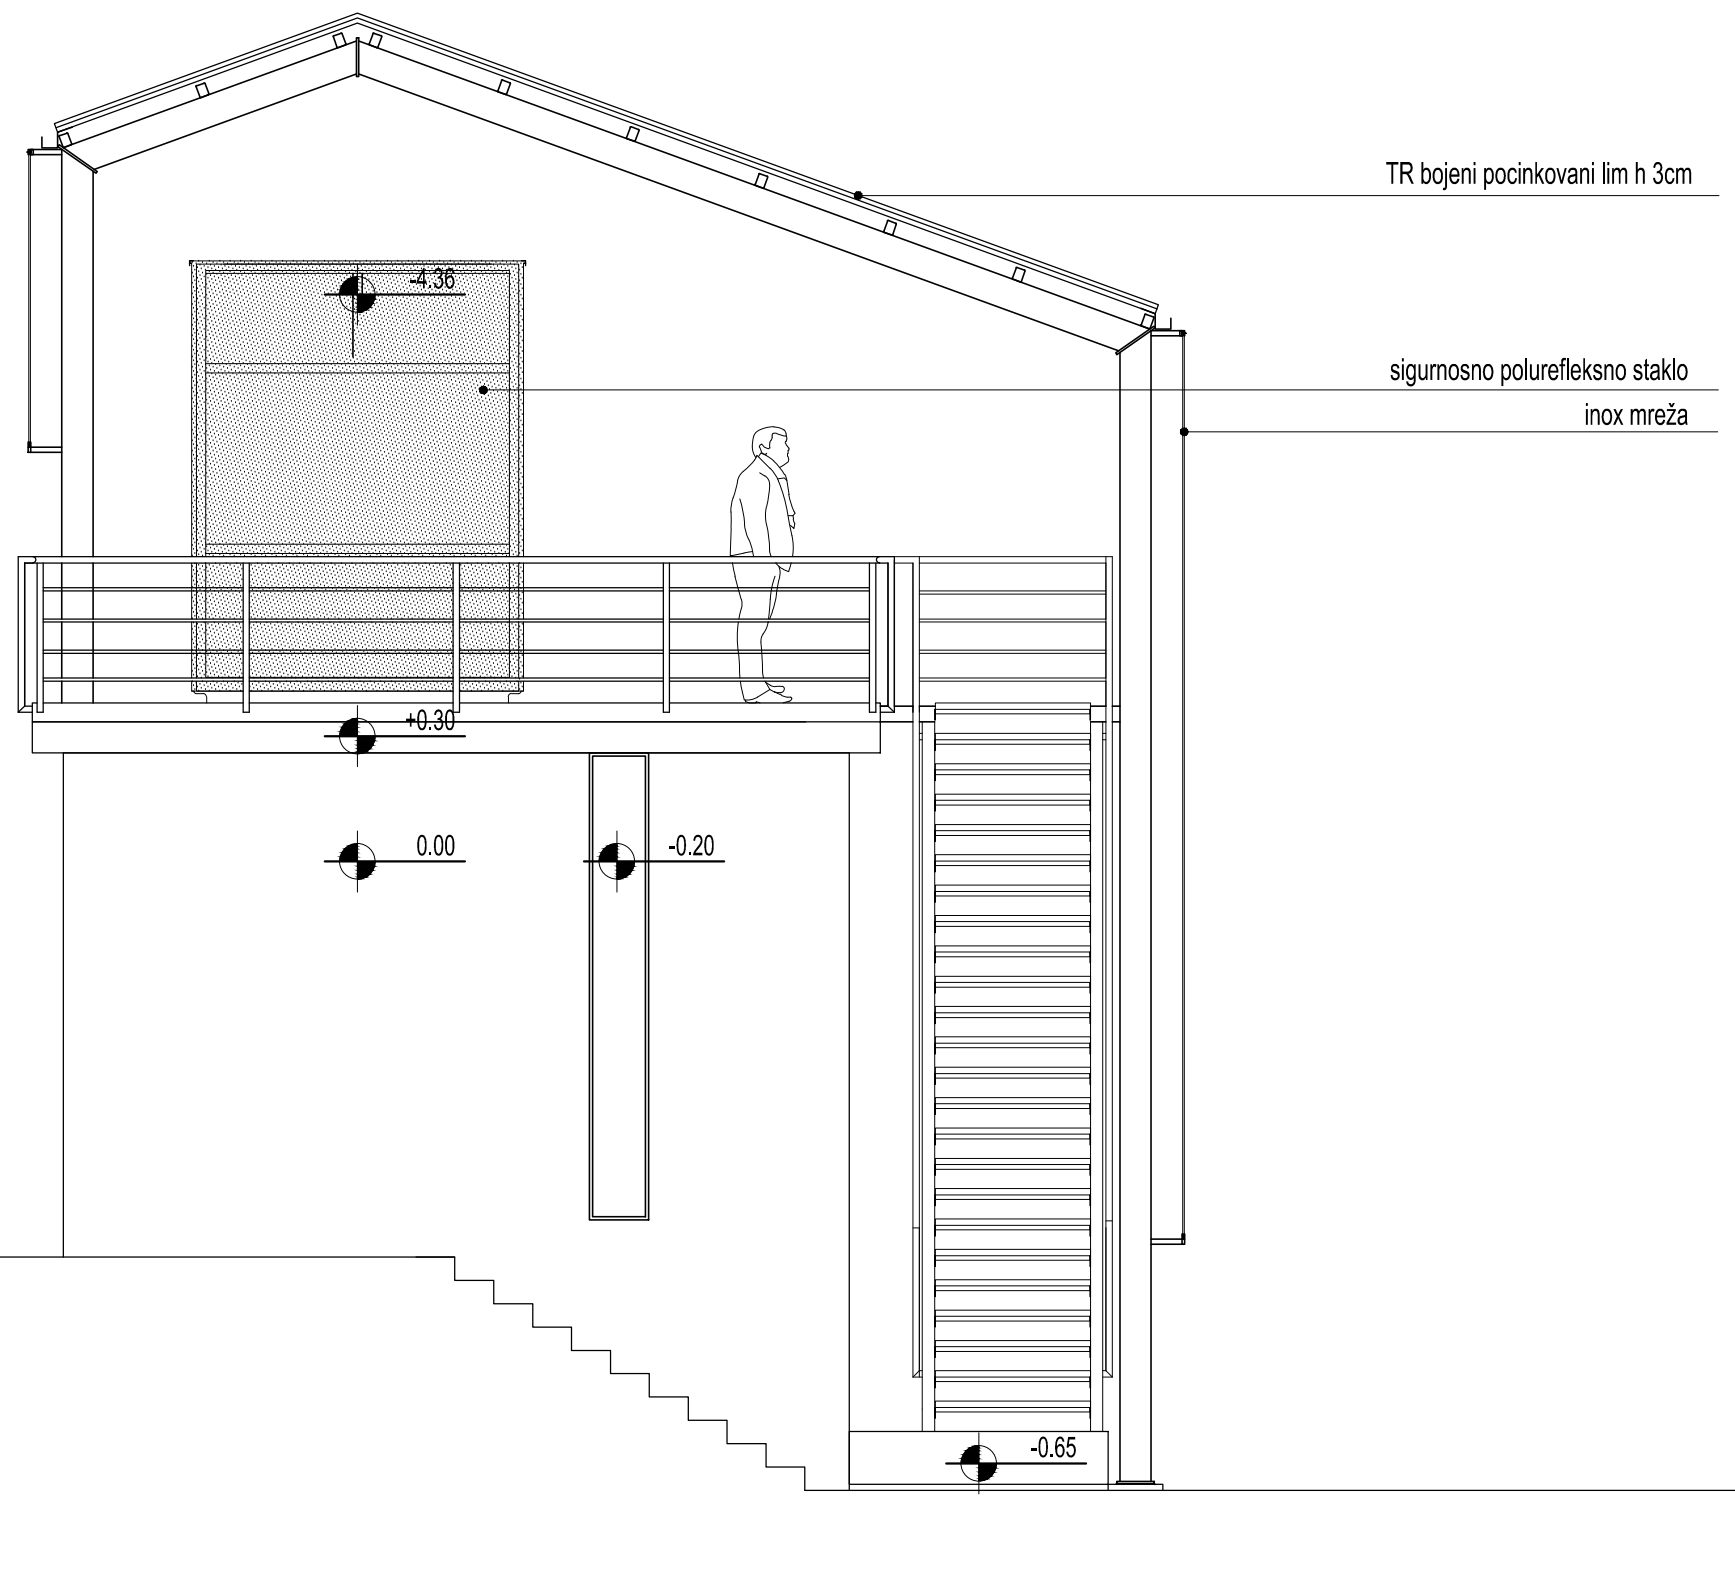 TR bojeni pocinkovani lim h 3cm
-4.36
sigurnosno polurefleksno staklo
inox mreža
+0.30
0.00
-0.20
-0.65